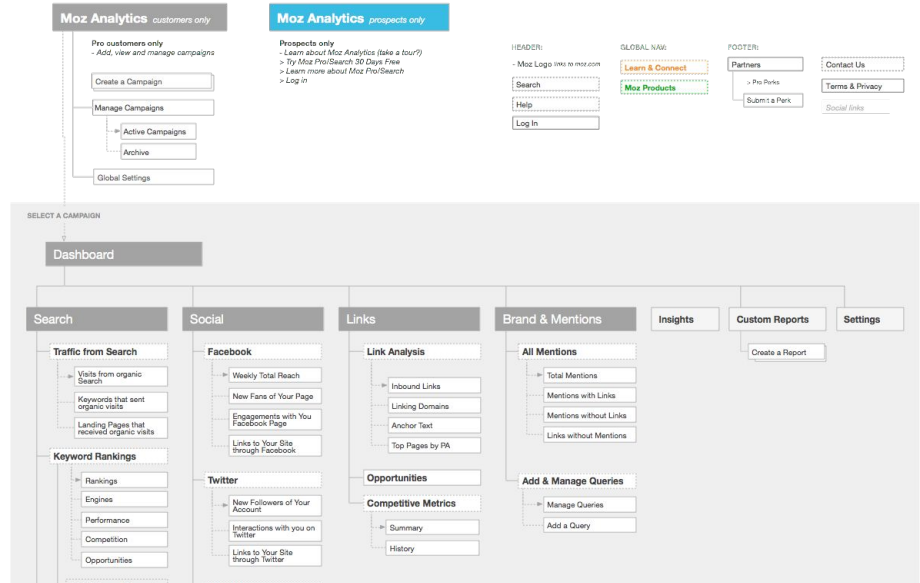 Moz Analytics customers only
Pro customers only
- Add, view and manage campaigns
Create a Campaign
Manage Campaigns
Active Campaigns
Archive
Global Settings
Moz Analytics prospects only
Prospects only
- Learn about Moz Analytics (take a tour?)
> Try Moz Pro/Search 30 Days Free
> Learn more about Moz Pro/Search
> Log in
HEADER:
- Moz Logo links to moz.com
Search
Help
Log In
GLOBAL NAV:
Learn & Connect
Moz Products
FOOTER:
Partners
> Pro Perks
Submit a Perk
Contact Us
Terms & Privacy
Social links
SELECT A CAMPAIGN
Dashboard
Search
Traffic from Search
Visits from organic
Search
Keywords that sent
organic visits
Landing Pages that
received organic visits
Keyword Rankings
Rankings
Engines
Performance
Competition
Opportunities
Social
Facebook
Weekly Total Reach
New Fans of Your Page
Engagements with You
Facebook Page
Links to Your Site
through Facebook
Twitter
New Followers of Your
Account
Interactions with you on
Twitter
Links to Your Site
through Twitter
Links
Link Analysis
Inbound Links
Linking Domains
Anchor Text
Top Pages by PA
Opportunities
Competitive Metrics
Summary
History
Brand & Mentions
All Mentions
Total Mentions
Mentions with Links
Mentions without Links
Links without Mentions
Add & Manage Queries
Manage Queries
Add a Query
Insights
Custom Reports
Create a Report
Settings